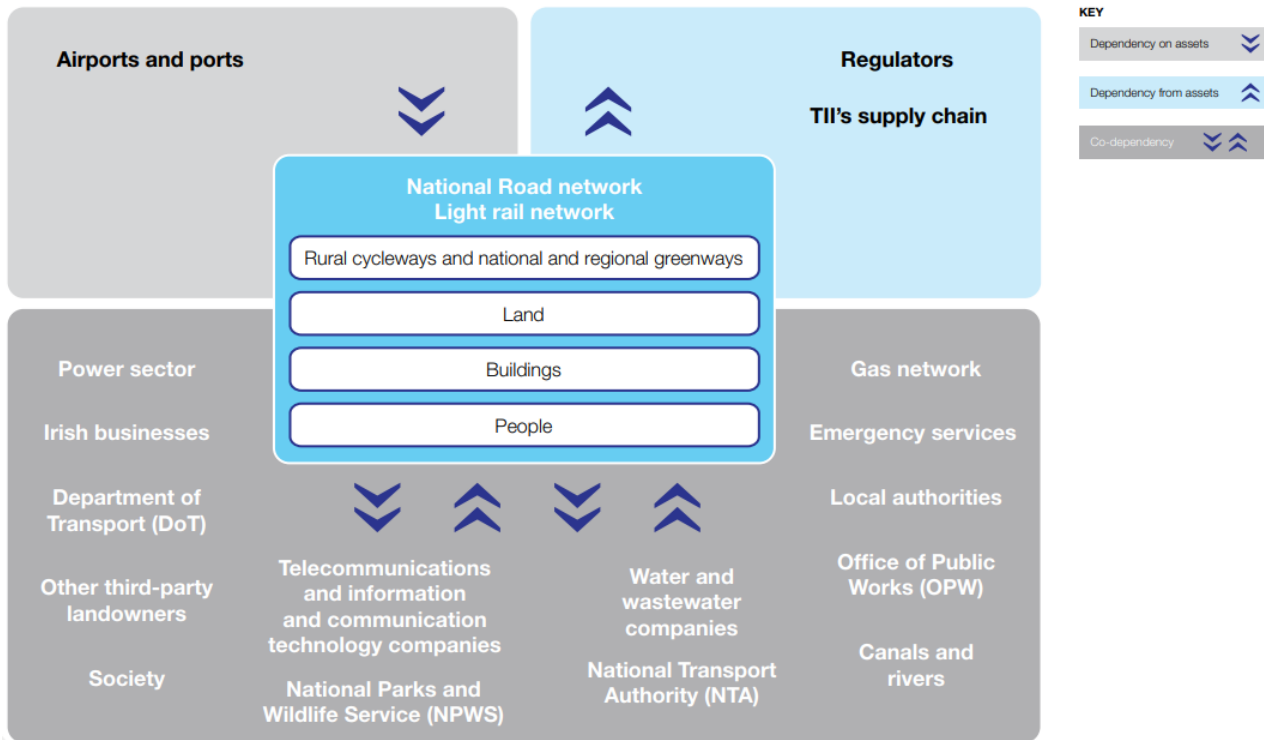 KEY
Dependency on assets
Dependency from assets
Co-dependency
Airports and ports
Regulators
TII's supply chain
National Road network
Light rail network
Rural cycleways and national and regional greenways
Land
Buildings
People
Power sector
Irish businesses
Department of
Transport (DoT)
Other third-party
landowners
Society
Telecommunications
and information
and communication
technology companies
National Parks and
Wildlife Service (NPWS)
Water and
wastewater
companies
National Transport
Authority (NTA)
Gas network
Emergency services
Local authorities
Office of Public
Works (OPW)
Canals and
rivers